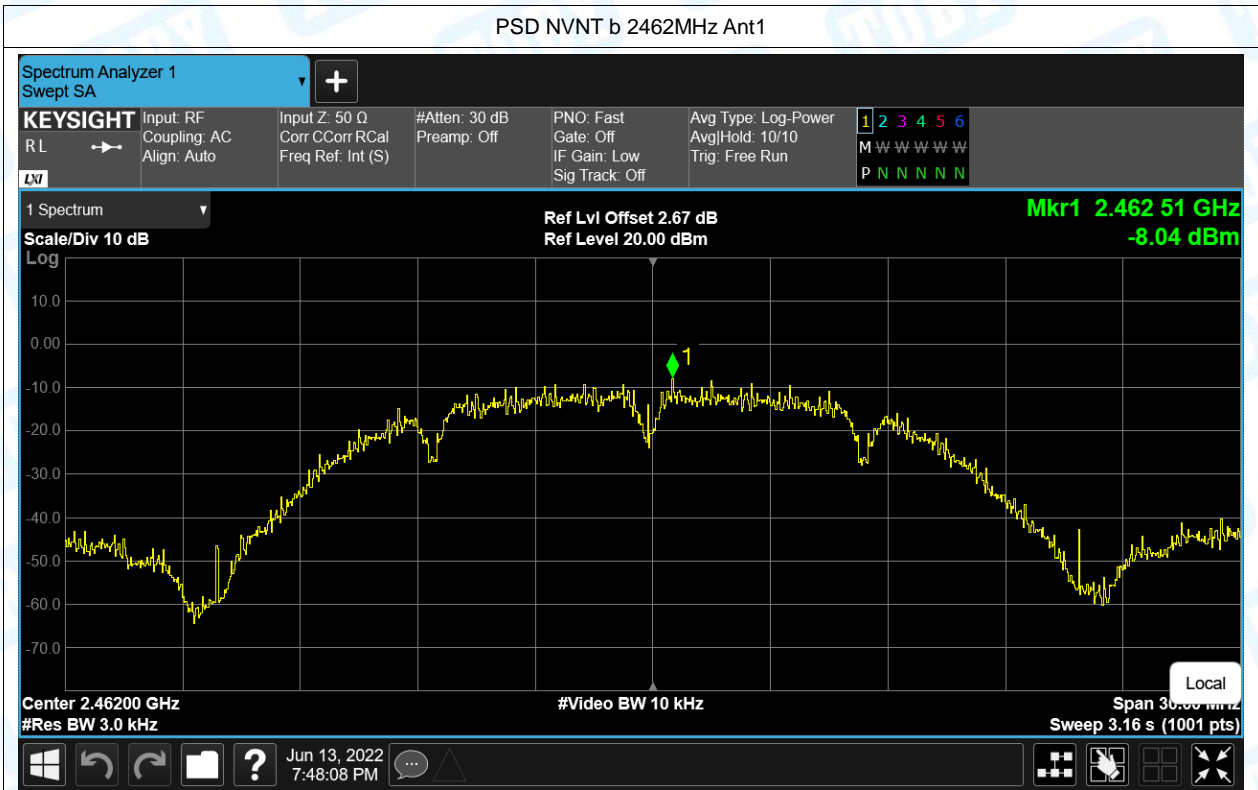 PSD NVNT b 2462MHz Ant1
Spectrum Analyzer 1
Swept SA
KEYSIGHT
RL
LXI
Input: RF
Coupling: AC
Align: Auto
Input Z: 50 Ω
Corr CCorr RCal
Freq Ref: Int (S)
#Atten: 30 dB
Preamp: Off
PNO: Fast
Gate: Off
IF Gain: Low
Sig Track: Off
Avg Type: Log-Power
Avg|Hold: 10/10
Trig: Free Run
1 2 3 4 5 6
M W W W W W
P N N N N N
1 Spectrum
Scale/Div 10 dB
Ref Lvl Offset 2.67 dB
Ref Level 20.00 dBm
Mkr1 2.462 51 GHz
-8.04 dBm
Log
10.0
0.00
-10.0
-20.0
-30.0
-40.0
-50.0
-60.0
-70.0
1
Local
Center 2.46200 GHz
#Res BW 3.0 kHz
#Video BW 10 kHz
Span 30.00 MHz
Sweep 3.16 s (1001 pts)
?
Jun 13, 2022
7:48:08 PM